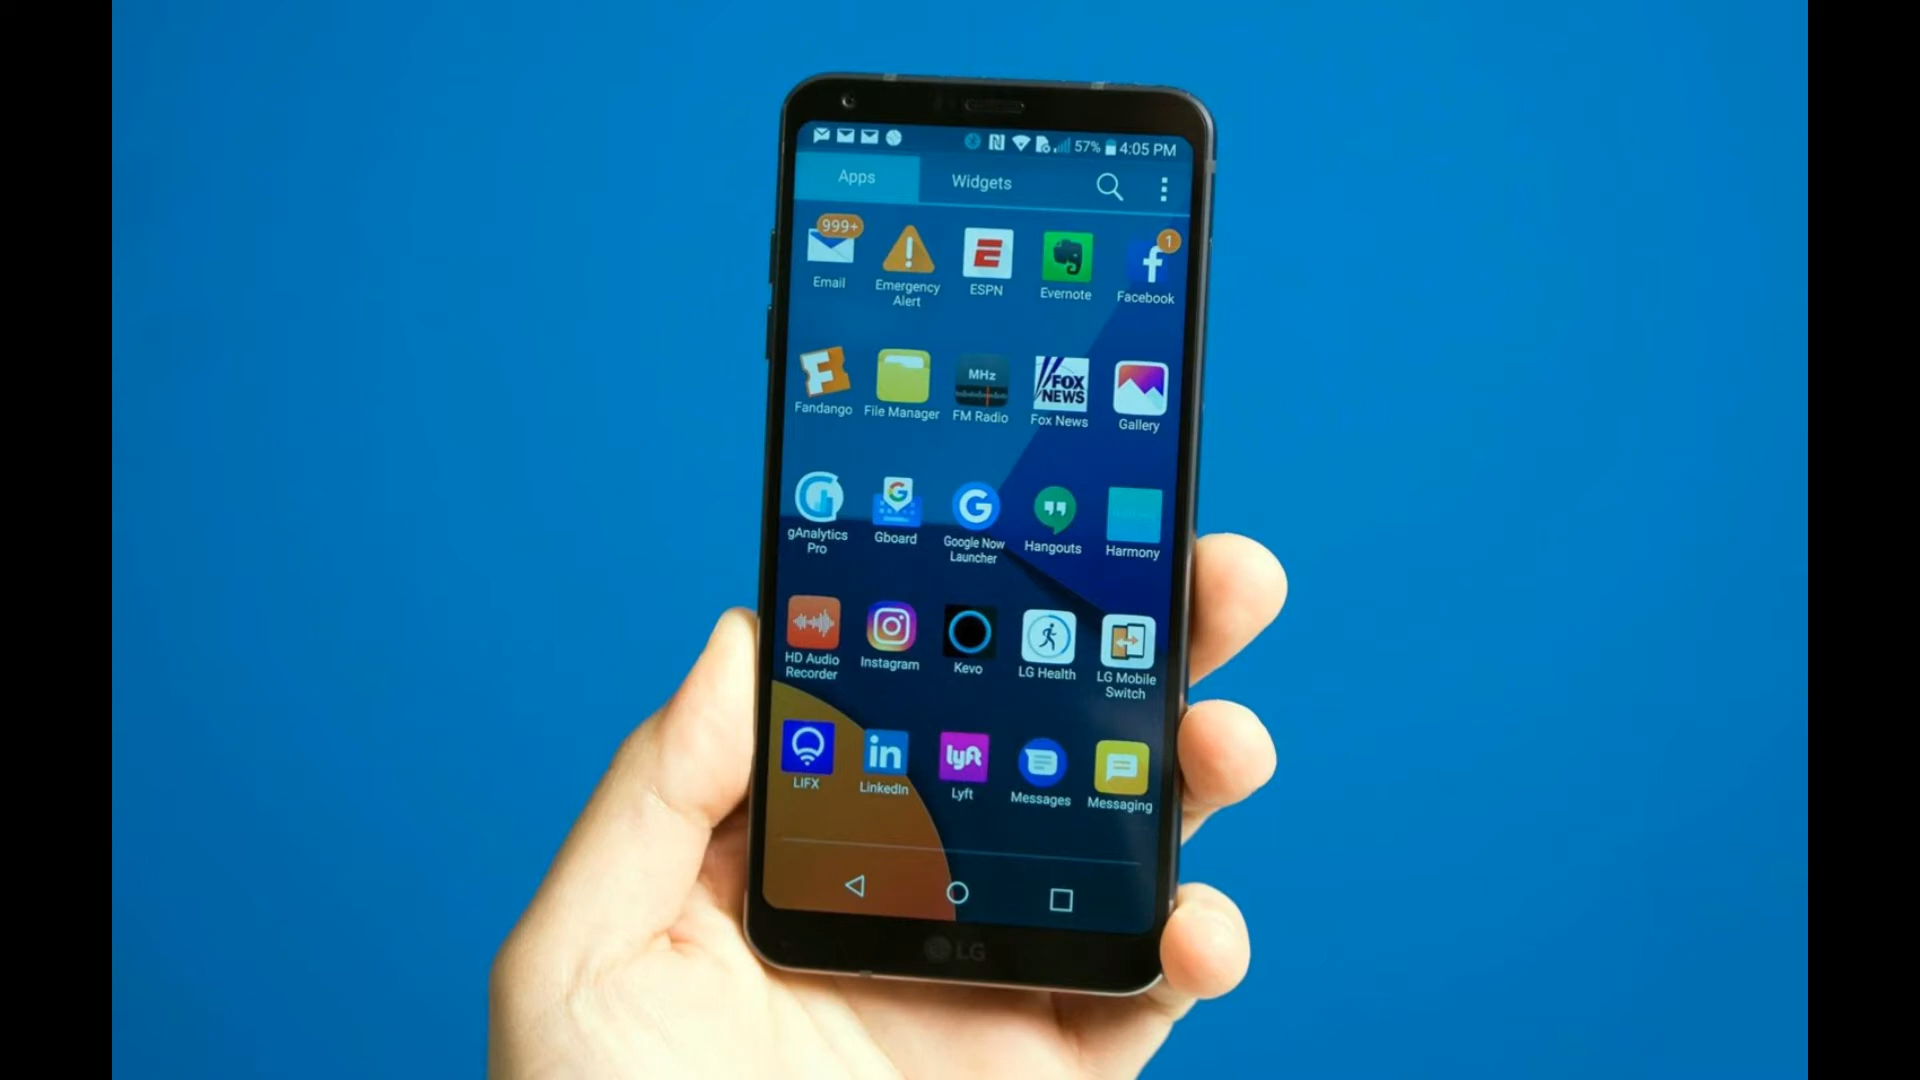 57% 4:05 PM
Apps Widgets
999+ 1
Email Emergency Alert ESPN Evernote Facebook
F MHz FOX NEWS
Fandango File Manager FM Radio Fox News Gallery
G G
gAnalytics Pro Gboard Google Now Launcher Hangouts Harmony
HD Audio Recorder Instagram Kevo LG Health LG Mobile Switch
in lyft
LIFX LinkedIn Lyft Messages Messaging
LG